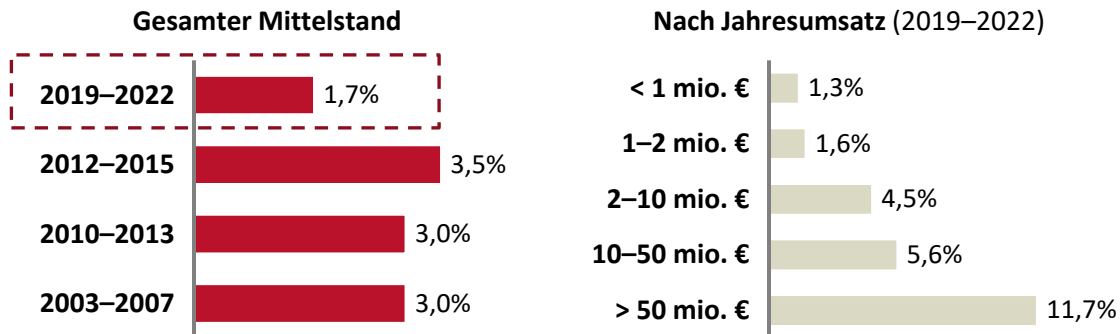 Gesamter Mittelstand
2019–2022 1,7%
2012–2015 3,5%
2010–2013 3,0%
2003–2007 3,0%
Nach Jahresumsatz (2019–2022)
< 1 mio. € 1,3%
1–2 mio. € 1,6%
2–10 mio. € 4,5%
10–50 mio. € 5,6%
> 50 mio. € 11,7%